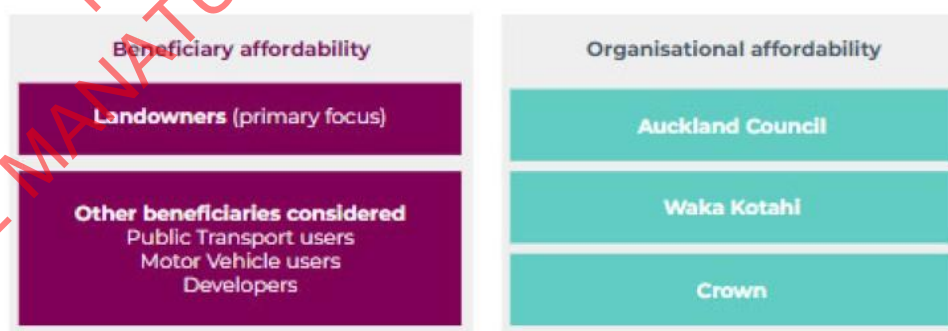 Beneficiary affordability
Landowners (primary focus)
Other beneficiaries considered
Public Transport users
Motor Vehicle users
Developers
Organisational affordability
Auckland Council
Waka Kotahi
Crown
MANATU